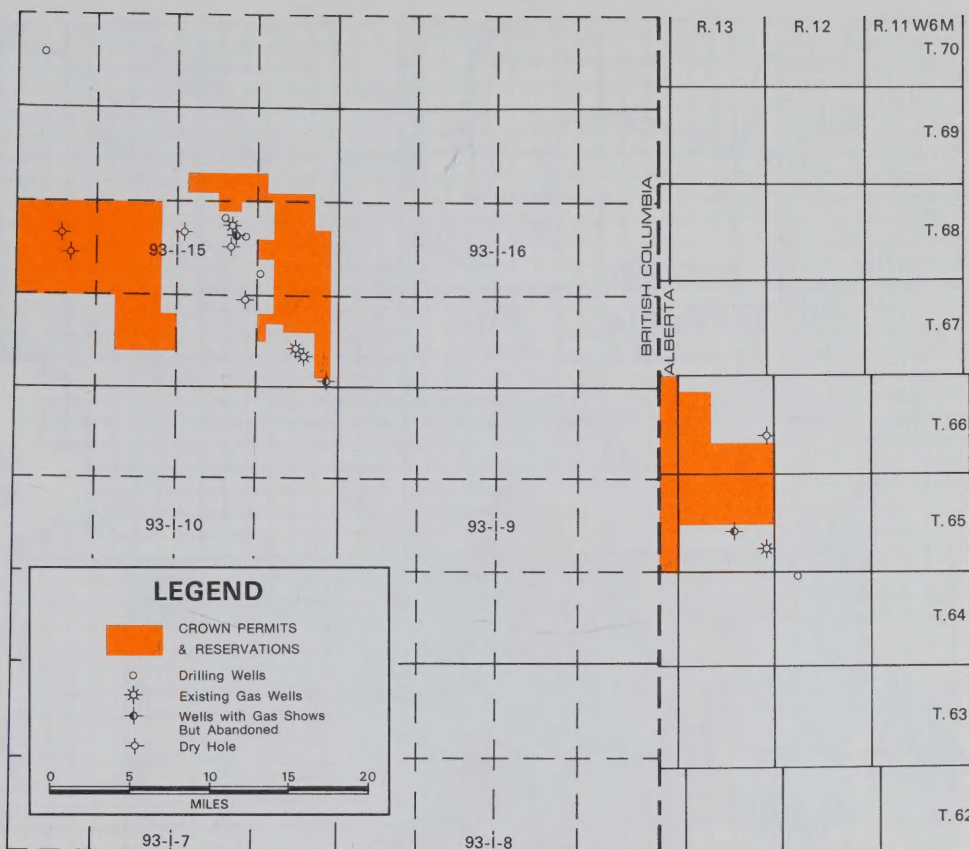 R. 13
R. 12
R. 11 W6M
T. 70
T. 69
T. 68
T. 67
T. 66
T. 65
T. 64
T. 63
T. 62
93-I-15
93-I-16
BRITISH COLUMBIA
ALBERTA
93-I-10
93-I-9
LEGEND
CROWN PERMITS
& RESERVATIONS
Drilling Wells
Existing Gas Wells
Wells with Gas Shows
But Abandoned
Dry Hole
0 5 10 15 20
MILES
93-I-7
93-I-8